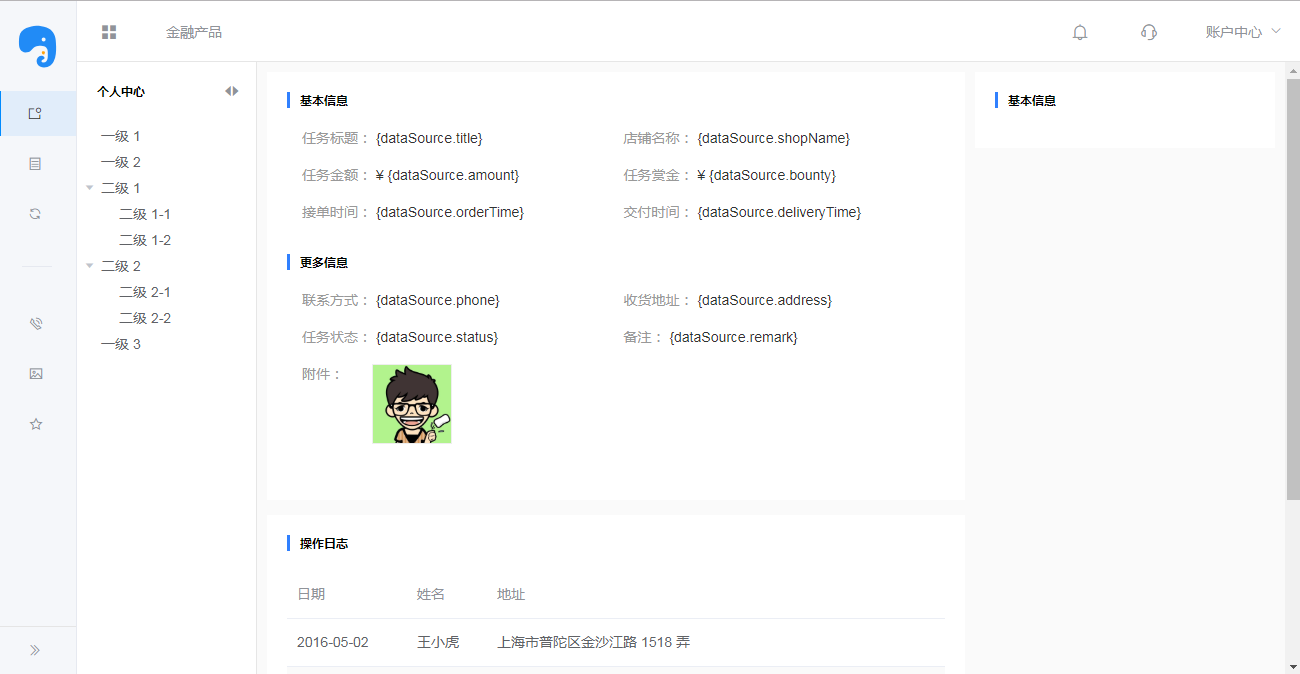 金融产品
账户中心
个人中心
一级 1
一级 2
二级 1
二级 1-1
二级 1-2
二级 2
二级 2-1
二级 2-2
一级 3
基本信息
任务标题： {dataSource.title} 店铺名称： {dataSource.shopName}
任务金额： ¥ {dataSource.amount} 任务赏金： ¥ {dataSource.bounty}
接单时间： {dataSource.orderTime} 交付时间： {dataSource.deliveryTime}
更多信息
联系方式： {dataSource.phone} 收货地址： {dataSource.address}
任务状态： {dataSource.status} 备注： {dataSource.remark}
附件：
操作日志
日期 姓名 地址
2016-05-02 王小虎 上海市普陀区金沙江路 1518 弄
基本信息